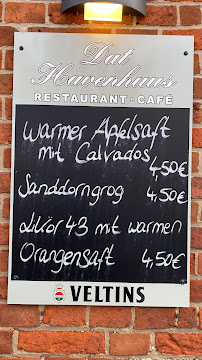 Dat
Havenhuus
RESTAURANT · CAFÉ
Warmer Apfelsaft
mit Calvados
4,50€
Sanddorngrog 4,50€
Likör 43 mit warmen
Orangensaft 4,50€
VELTINS